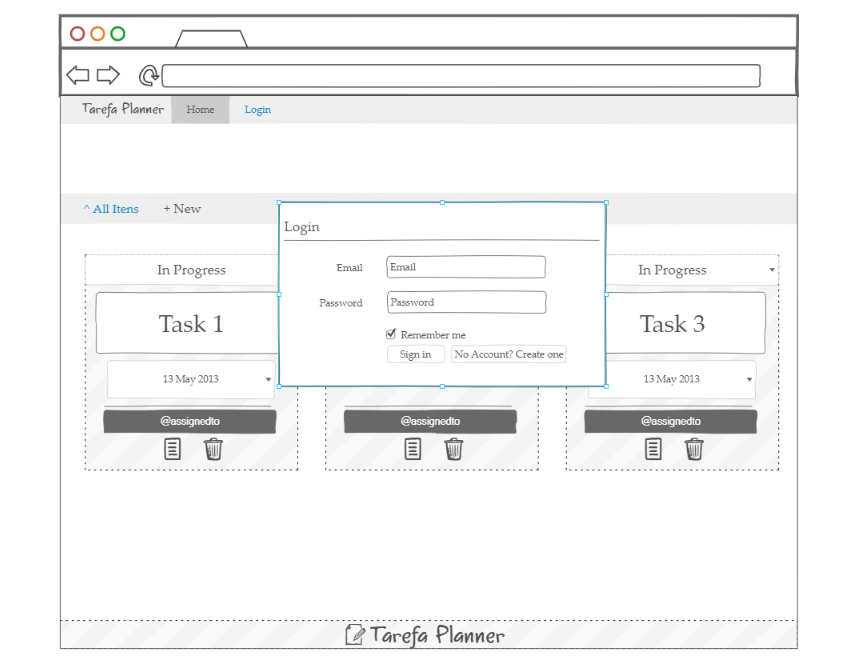 Tarefa Planner Home Login
^ All Itens + New
Login
Email Email
Password Password
Remember me
Sign in No Account? Create one
In Progress
Task 1
13 May 2013
@assignedto
@assignedto
In Progress
Task 3
13 May 2013
@assignedto
Tarefa Planner